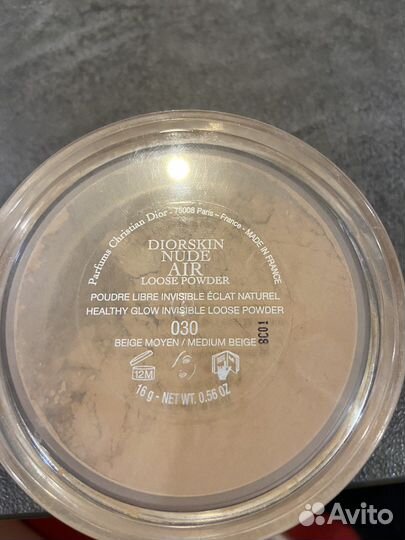 Parfums Christian Dior - 75008 Paris - France - MADE IN FRANCE
DIORSKIN
NUDE
AIR
LOOSE POWDER
POUDRE LIBRE INVISIBLE ÉCLAT NATUREL
HEALTHY GLOW INVISIBLE LOOSE POWDER
030
BEIGE MOYEN / MEDIUM BEIGE
8C01
12M
16 g - NET WT. 0.56 OZ
Avito